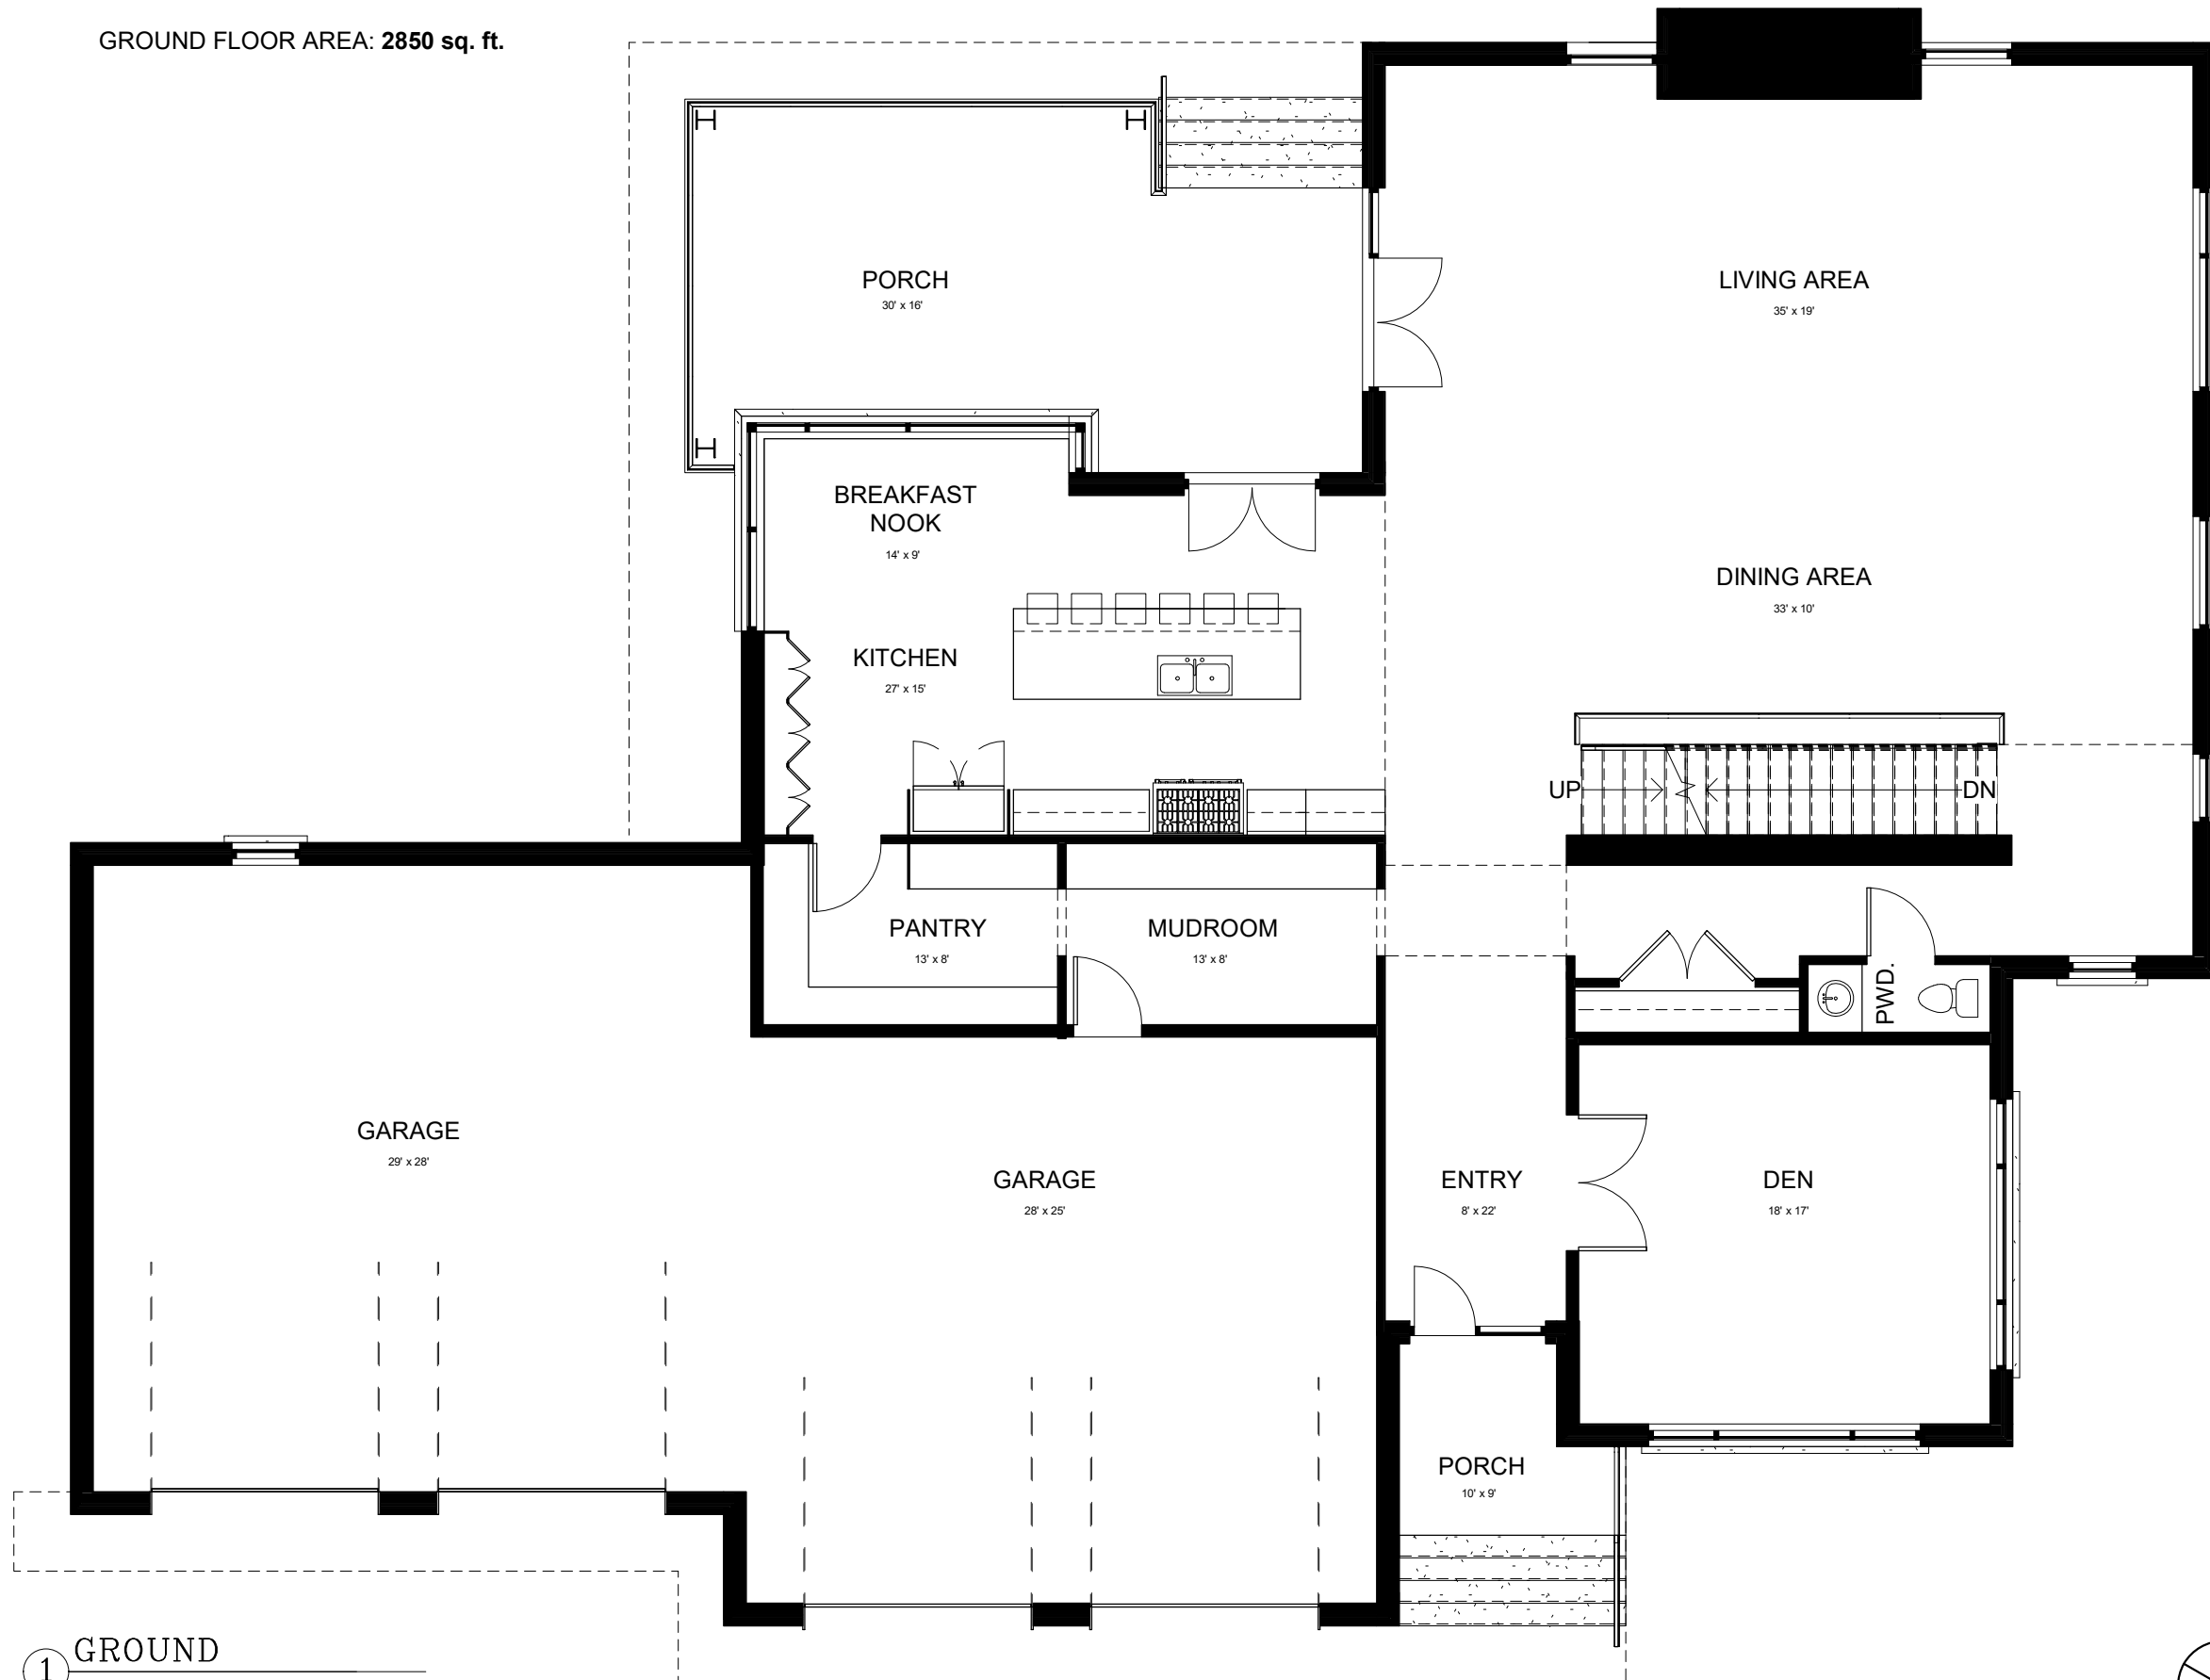 GROUND FLOOR AREA: 2850 sq. ft.
PORCH
30' x 16'
LIVING AREA
35' x 19'
BREAKFAST
NOOK
14' x 9'
DINING AREA
33' x 10'
KITCHEN
27' x 15'
UP
DN
PANTRY
13' x 8'
MUDROOM
13' x 8'
PWD.
GARAGE
29' x 28'
GARAGE
28' x 25'
ENTRY
8' x 22'
DEN
18' x 17'
PORCH
10' x 9'
1 GROUND